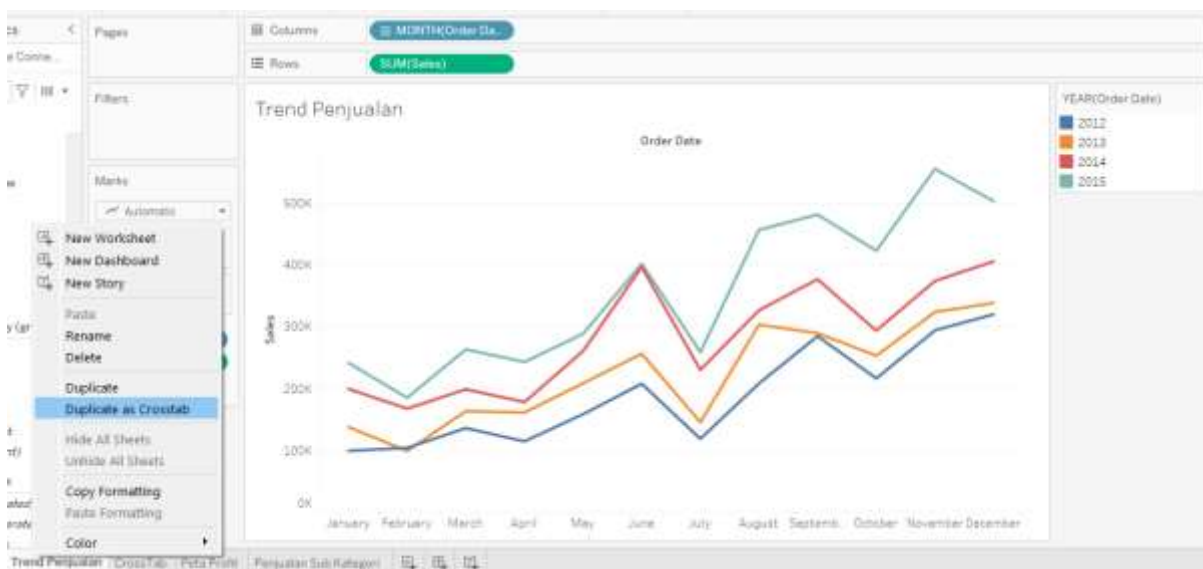 Pages
Columns
MONTH(Order Da..
Rows
SUM(Sales)
Conne...
Filters
Marks
Automatic
New Worksheet
New Dashboard
New Story
Paste
Rename
Delete
Duplicate
Duplicate as Crosstab
Hide All Sheets
Unhide All Sheets
Copy Formatting
Paste Formatting
Color
Trend Penjualan
Order Date
Sales
500K
400K
300K
200K
100K
0K
January February March April May June July August Septemb. October November December
YEAR(Order Date)
2012
2013
2014
2015
Trend Penjualan CrossTab Peta Profit Penjualan Sub Kategori